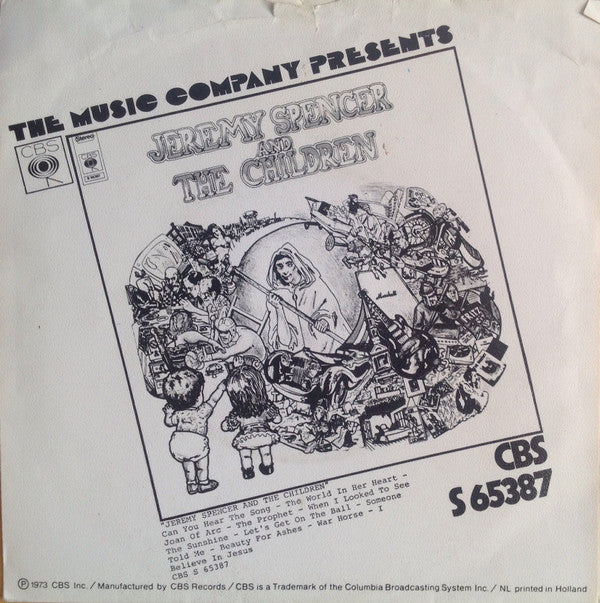 THE MUSIC COMPANY PRESENTS
CBS
Stereo
CBS
JEREMY SPENCER
AND
THE CHILDREN
Marshall
EXIT
CBS
S 65387
"JEREMY SPENCER AND THE CHILDREN"
Can You Hear The Song - The World In Her Heart -
Joan Of Arc - The Prophet - When I Looked To See
The Sunshine - Let's Get On The Ball - Someone
Told Me - Beauty For Ashes - War Horse - I
Believe In Jesus
CBS S 65387
Ⓟ 1973 CBS Inc. / Manufactured by CBS Records / CBS is a Trademark of the Columbia Broadcasting System Inc. / NL printed in Holland